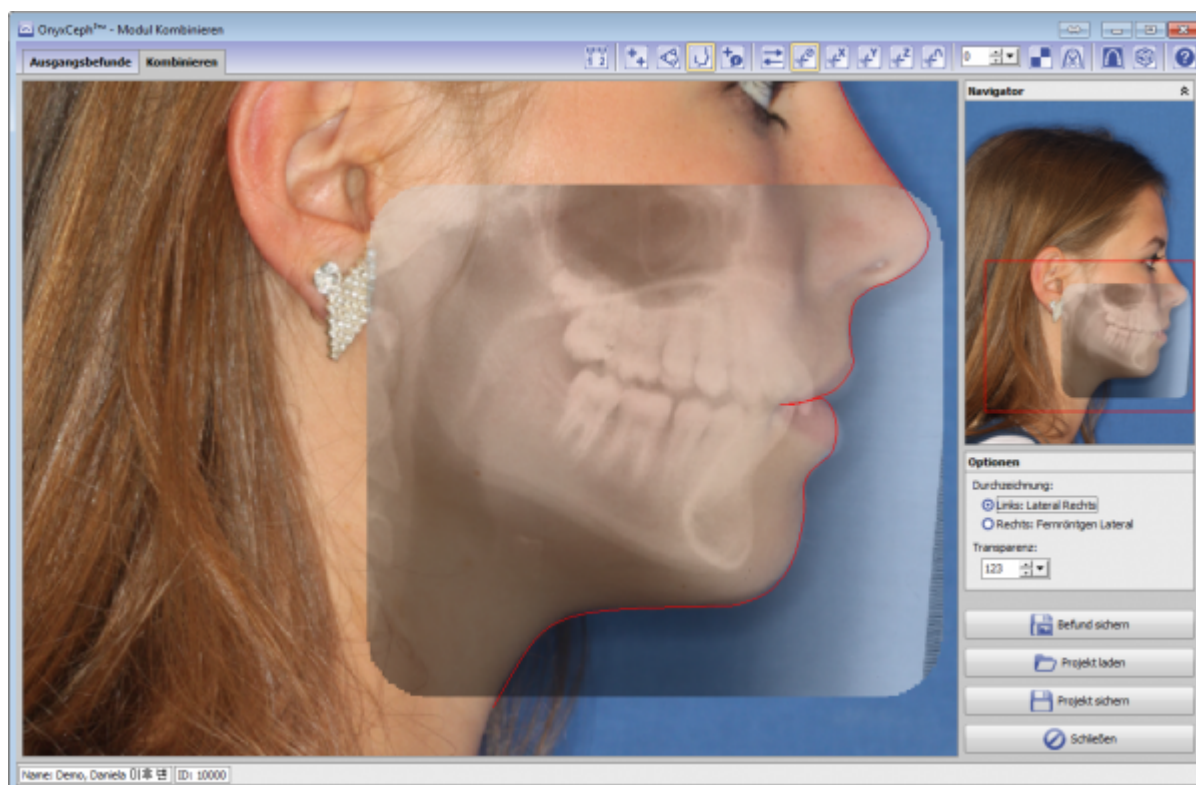 OnyxCeph³™ - Modul Kombinieren
Ausgangsbefunde Kombinieren
0
Navigator
Optionen
Durchzeichnung:
Links: Lateral Rechts
Rechts: Fernröntgen Lateral
Transparenz:
123
Befund sichern
Projekt laden
Projekt sichern
Schließen
Name: Demo, Daniela ID: 10000